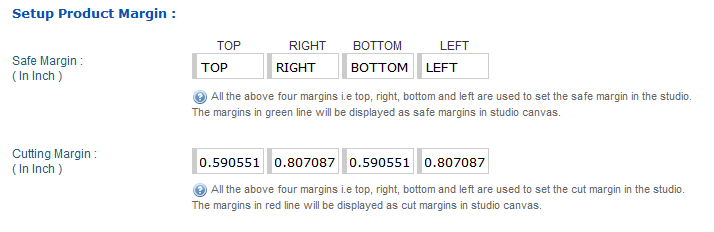 Setup Product Margin :
TOP RIGHT BOTTOM LEFT
Safe Margin :
( In Inch )
TOP RIGHT BOTTOM LEFT
All the above four margins i.e top, right, bottom and left are used to set the safe margin in the studio.
The margins in green line will be displayed as safe margins in studio canvas.
Cutting Margin :
( In Inch )
0.590551 0.807087 0.590551 0.807087
All the above four margins i.e top, right, bottom and left are used to set the cut margin in the studio.
The margins in red line will be displayed as cut margins in studio canvas.